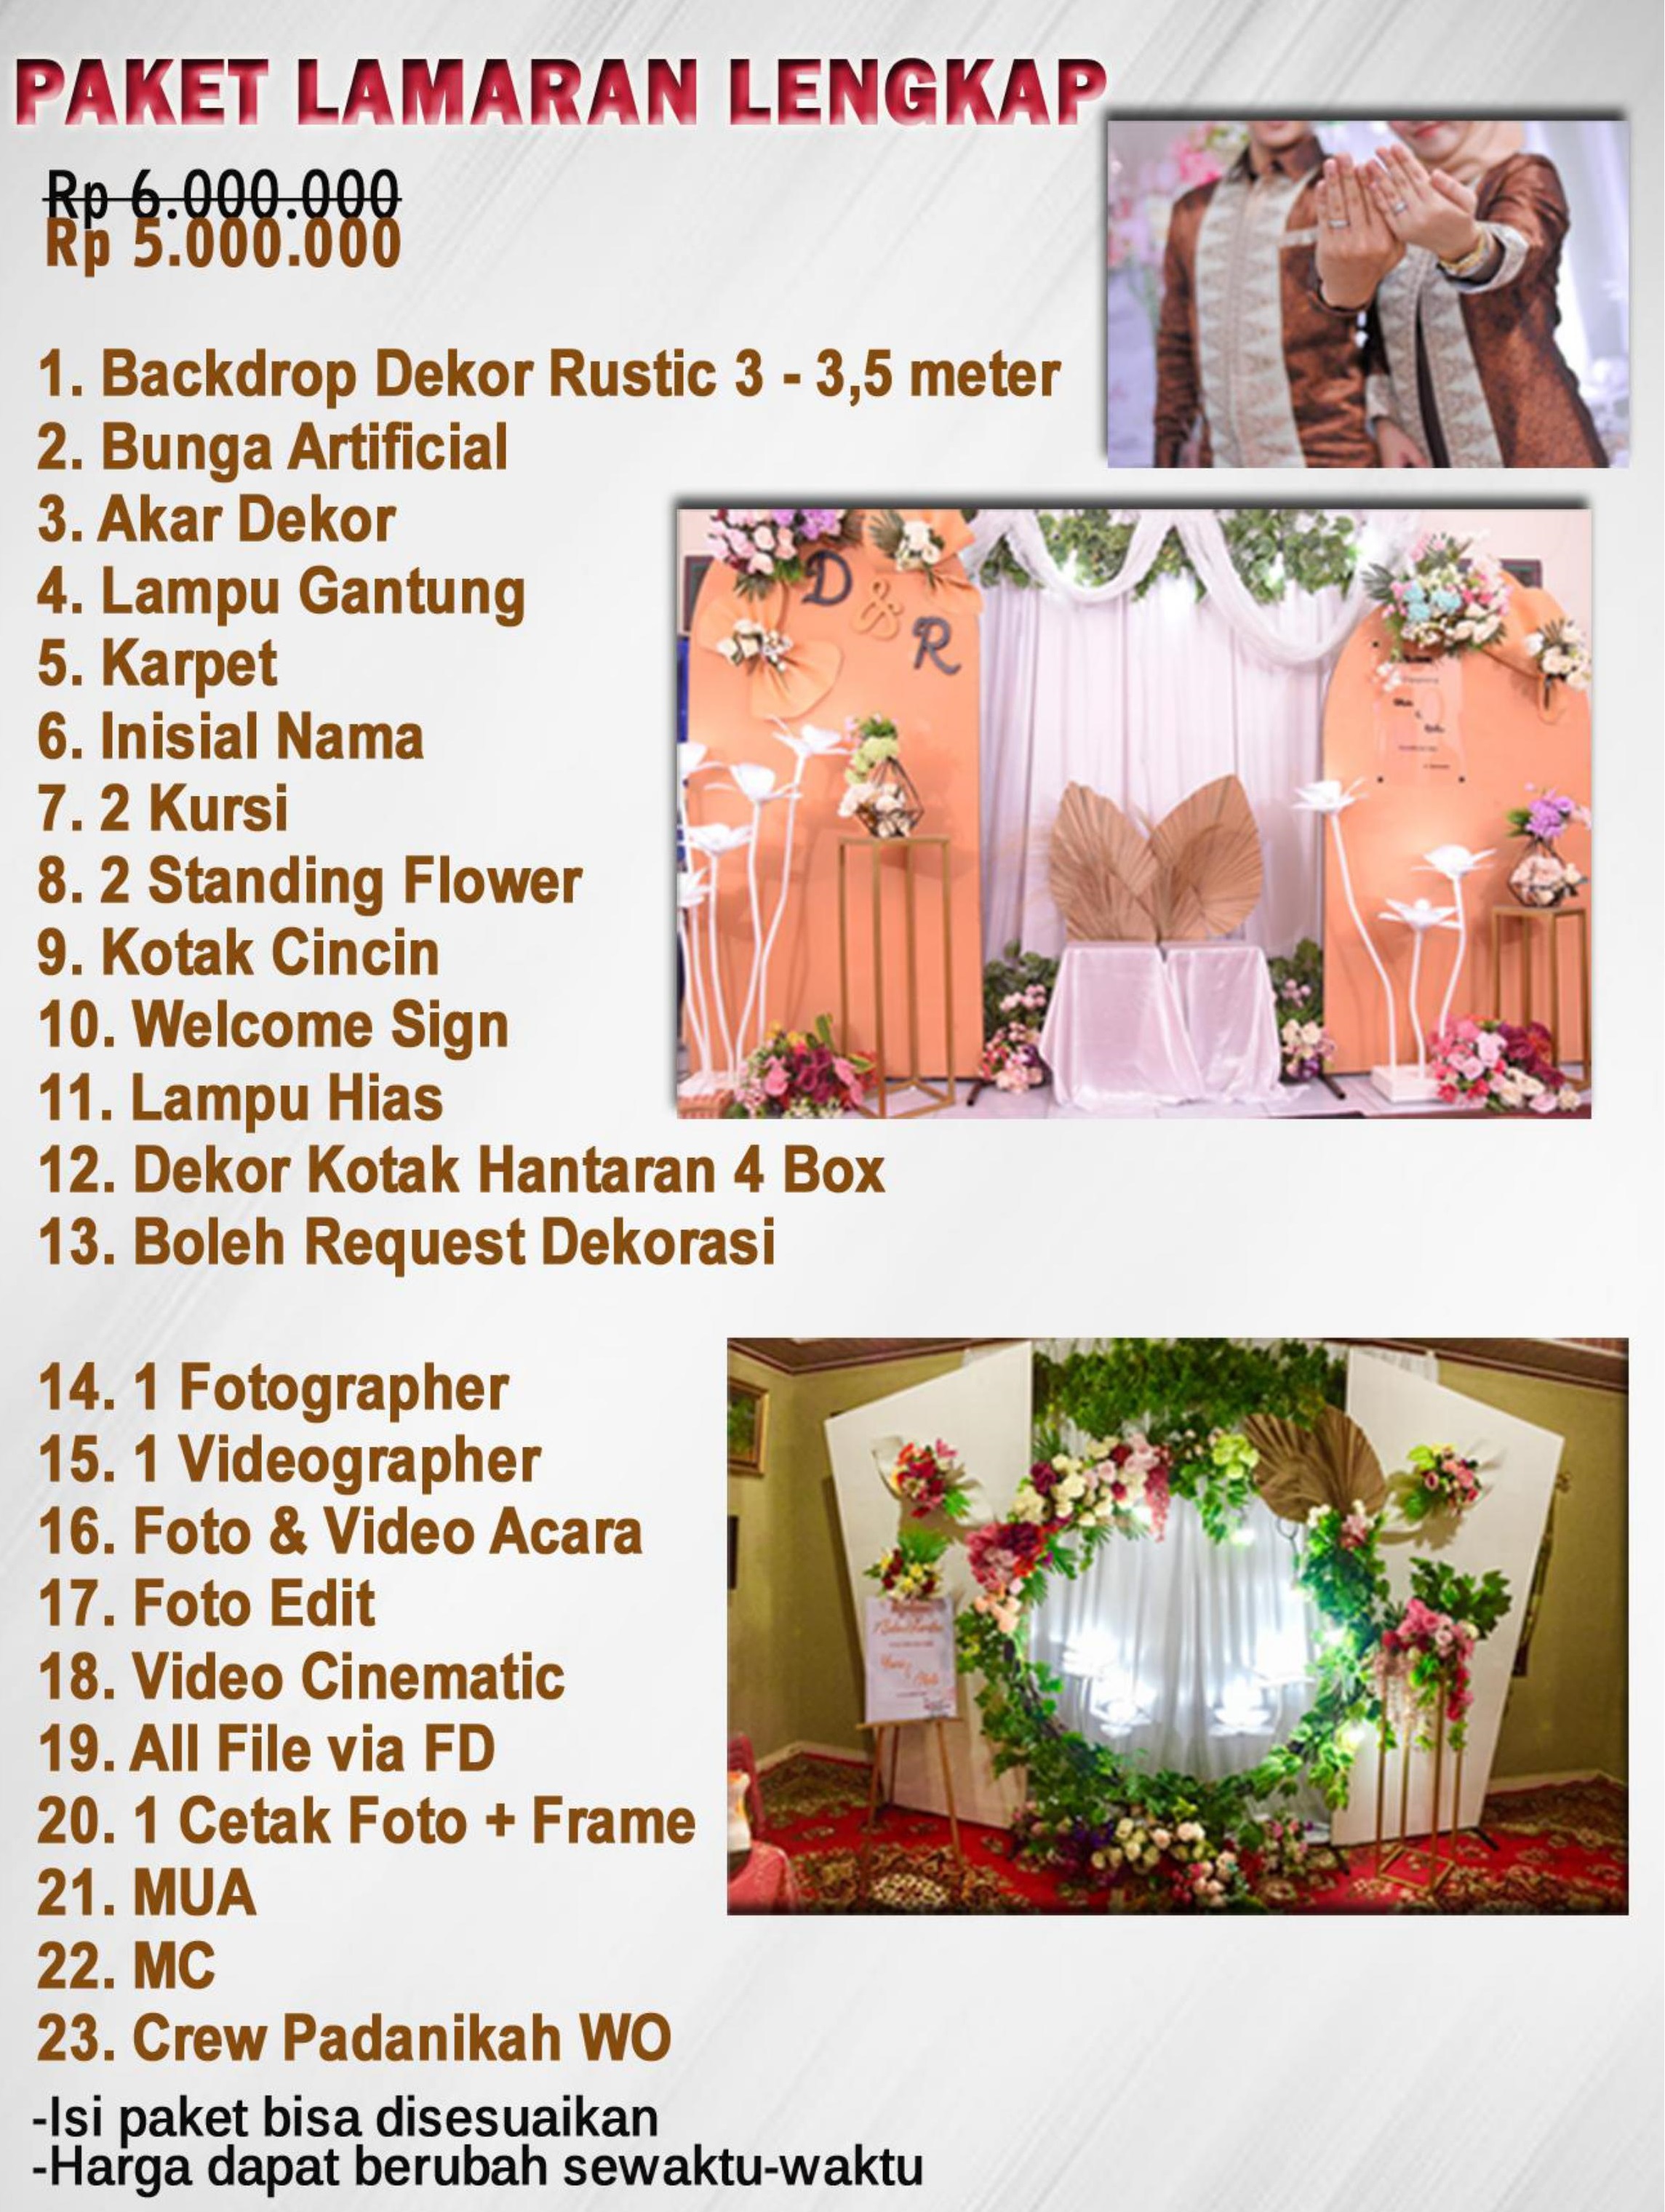 PAKET LAMARAN LENGKAP
Rp 6.000.000
Rp 5.000.000
1. Backdrop Dekor Rustic 3 - 3,5 meter
2. Bunga Artificial
3. Akar Dekor
4. Lampu Gantung
5. Karpet
6. Inisial Nama
7. 2 Kursi
8. 2 Standing Flower
9. Kotak Cincin
10. Welcome Sign
11. Lampu Hias
12. Dekor Kotak Hantaran 4 Box
13. Boleh Request Dekorasi
D & R
14. 1 Fotographer
15. 1 Videographer
16. Foto & Video Acara
17. Foto Edit
18. Video Cinematic
19. All File via FD
20. 1 Cetak Foto + Frame
21. MUA
22. MC
23. Crew Padanikah WO
-Isi paket bisa disesuaikan
-Harga dapat berubah sewaktu-waktu